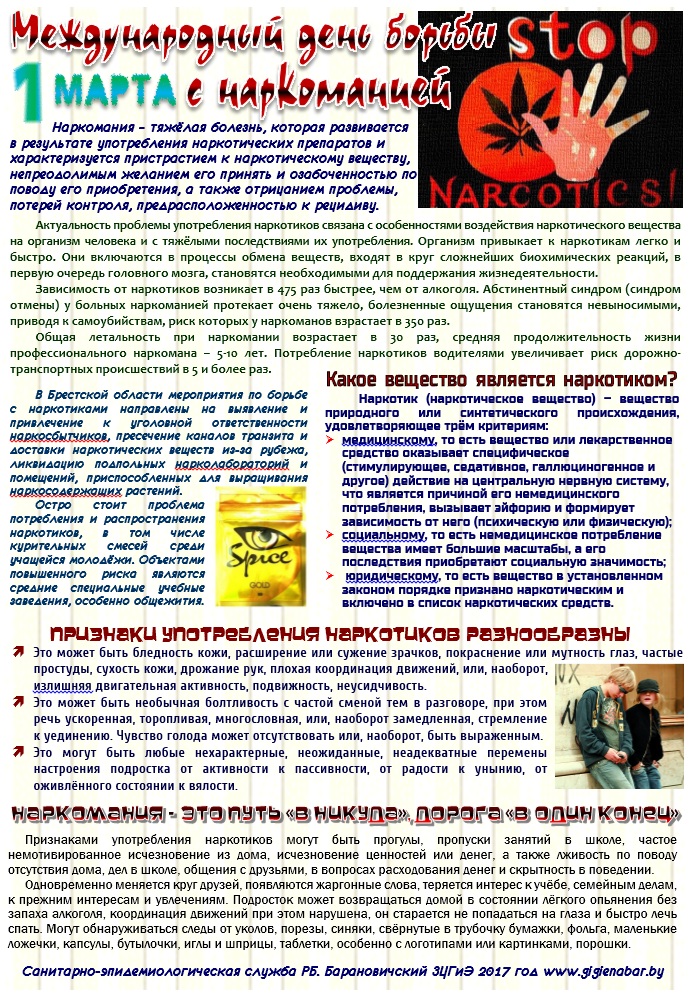 Международный день борьбы
1 МАРТА с наркоманией
stop
NARCOTICS!
Наркомания – тяжёлая болезнь, которая развивается
в результате употребления наркотических препаратов и
характеризуется пристрастием к наркотическому веществу,
непреодолимым желанием его принять и озабоченностью по
поводу его приобретения, а также отрицанием проблемы,
потерей контроля, предрасположенностью к рецидиву.
Актуальность проблемы употребления наркотиков связана с особенностями воздействия наркотического вещества
на организм человека и с тяжёлыми последствиями их употребления. Организм привыкает к наркотикам легко и
быстро. Они включаются в процессы обмена веществ, входят в круг сложнейших биохимических реакций, в
первую очередь головного мозга, становятся необходимыми для поддержания жизнедеятельности.
Зависимость от наркотиков возникает в 475 раз быстрее, чем от алкоголя. Абстинентный синдром (синдром
отмены) у больных наркоманией протекает очень тяжело, болезненные ощущения становятся невыносимыми,
приводя к самоубийствам, риск которых у наркоманов взрастает в 350 раз.
Общая летальность при наркомании возрастает в 30 раз, средняя продолжительность жизни
профессионального наркомана – 5-10 лет. Потребление наркотиков водителями увеличивает риск дорожно-
транспортных происшествий в 5 и более раз.
В Брестской области мероприятия по борьбе
с наркотиками направлены на выявление и
привлечение к уголовной ответственности
наркосбытчиков, пресечение каналов транзита и
доставки наркотических веществ из-за рубежа,
ликвидацию подпольных нарколабораторий и
помещений, приспособленных для выращивания
наркосодержащих растений.
Остро стоит проблема
потребления и распространения
наркотиков, в том числе
курительных смесей среди
учащейся молодёжи. Объектами
повышенного риска являются
средние специальные учебные
заведения, особенно общежития.
Spice
GOLD
Какое вещество является наркотиком?
Наркотик (наркотическое вещество) – вещество
природного или синтетического происхождения,
удовлетворяющее трём критериям:
медицинскому, то есть вещество или лекарственное
средство оказывает специфическое
(стимулирующее, седативное, галлюциногенное и
другое) действие на центральную нервную систему,
что является причиной его немедицинского
потребления, вызывает эйфорию и формирует
зависимость от него (психическую или физическую);
социальному, то есть немедицинское потребление
вещества имеет большие масштабы, а его
последствия приобретают социальную значимость;
юридическому, то есть вещество в установленном
законом порядке признано наркотическим и
включено в список наркотических средств.
ПРИЗНАКИ УПОТРЕБЛЕНИЯ НАРКОТИКОВ РАЗНООБРАЗНЫ
Это может быть бледность кожи, расширение или сужение зрачков, покраснение или мутность глаз, частые
простуды, сухость кожи, дрожание рук, плохая координация движений, или, наоборот,
излишняя двигательная активность, подвижность, неусидчивость.
Это может быть необычная болтливость с частой сменой тем в разговоре, при этом
речь ускоренная, торопливая, многословная, или, наоборот замедленная, стремление
к уединению. Чувство голода может отсутствовать или, наоборот, быть выраженным.
Это могут быть любые нехарактерные, неожиданные, неадекватные перемены
настроения подростка от активности к пассивности, от радости к унынию, от
оживлённого состояния к вялости.
НАРКОМАНИЯ – ЭТО ПУТЬ «В НИКУДА», ДОРОГА «В ОДИН КОНЕЦ»
Признаками употребления наркотиков могут быть прогулы, пропуски занятий в школе, частое
немотивированное исчезновение из дома, исчезновение ценностей или денег, а также лживость по поводу
отсутствия дома, дел в школе, общения с друзьями, в вопросах расходования денег и скрытность в поведении.
Одновременно меняется круг друзей, появляются жаргонные слова, теряется интерес к учёбе, семейным делам,
к прежним интересам и увлечениям. Подросток может возвращаться домой в состоянии лёгкого опьянения без
запаха алкоголя, координация движений при этом нарушена, он старается не попадаться на глаза и быстро лечь
спать. Могут обнаруживаться следы от уколов, порезы, синяки, свёрнутые в трубочку бумажки, фольга, маленькие
ложечки, капсулы, бутылочки, иглы и шприцы, таблетки, особенно с логотипами или картинками, порошки.
Санитарно-эпидемиологическая служба РБ. Барановичский ЗЦГиЭ 2017 год www.gigienabar.by